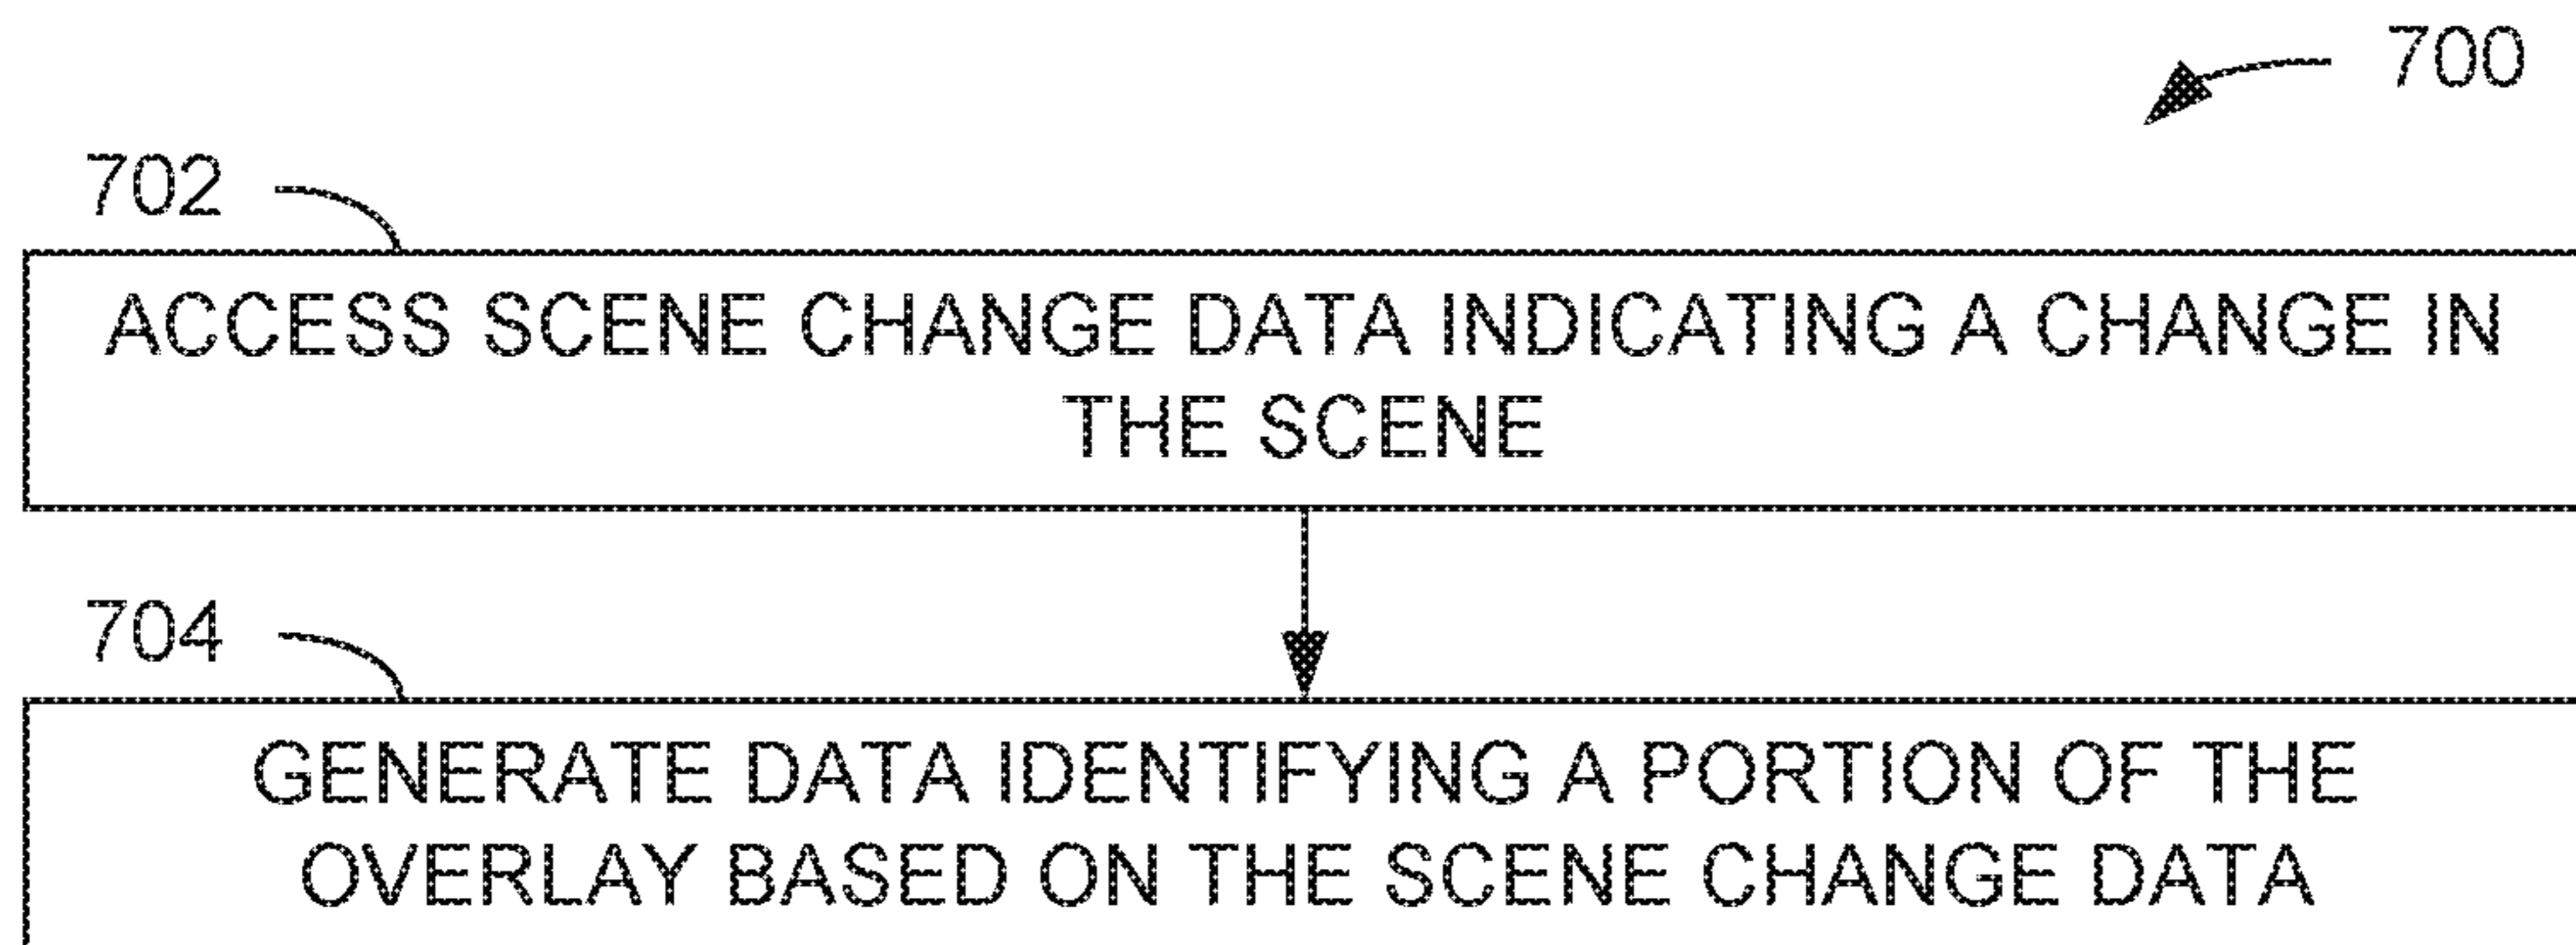 700
702
ACCESS SCENE CHANGE DATA INDICATING A CHANGE IN
THE SCENE
704
GENERATE DATA IDENTIFYING A PORTION OF THE
OVERLAY BASED ON THE SCENE CHANGE DATA